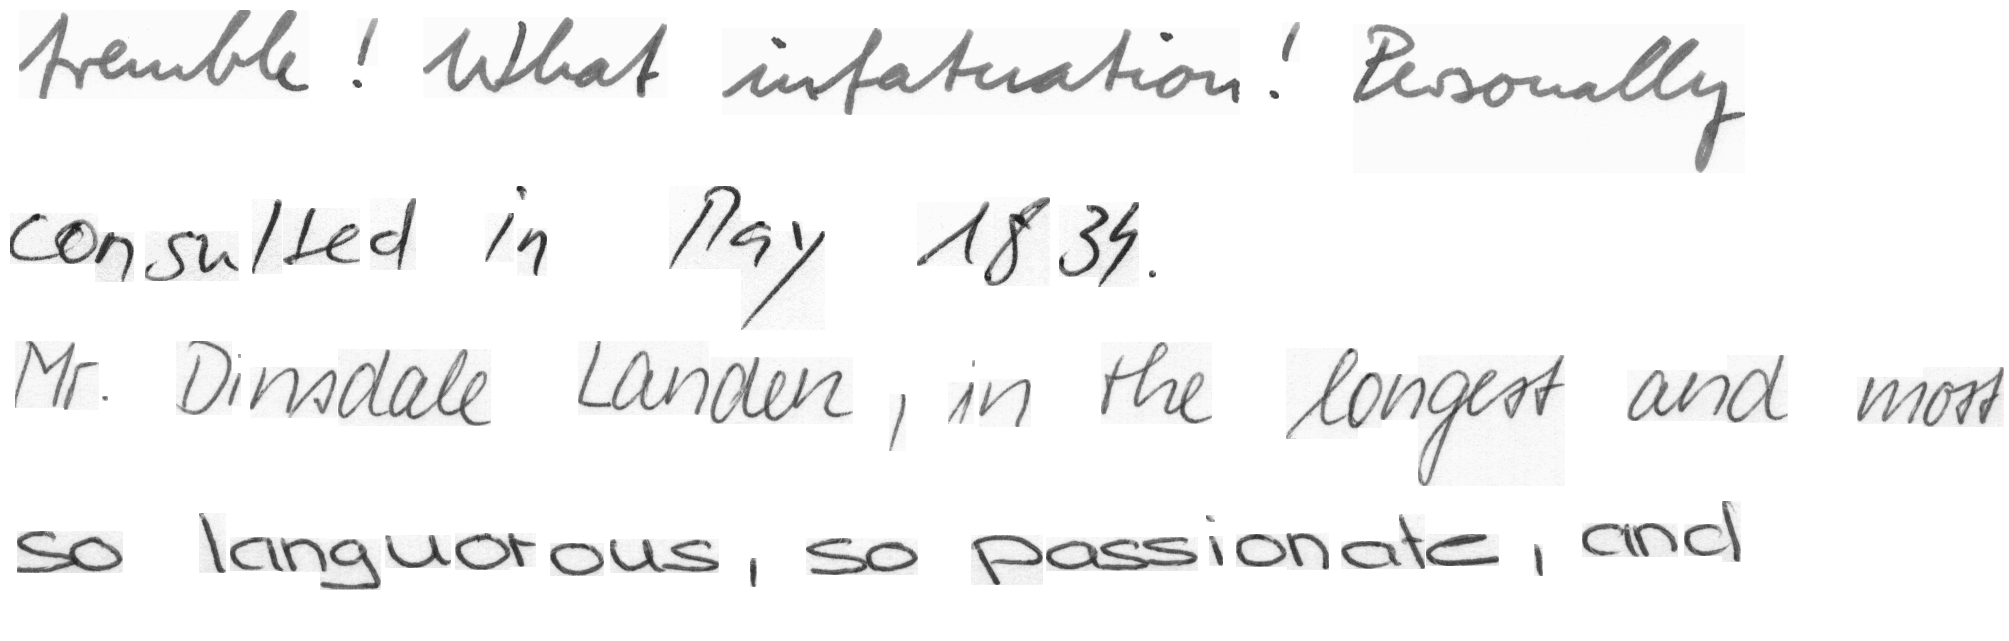 tremble! What infatuation! Personally
consulted in May 1834.
Mr. Dinsdale Landen, in the longest and most
so languorous, so passionate, and